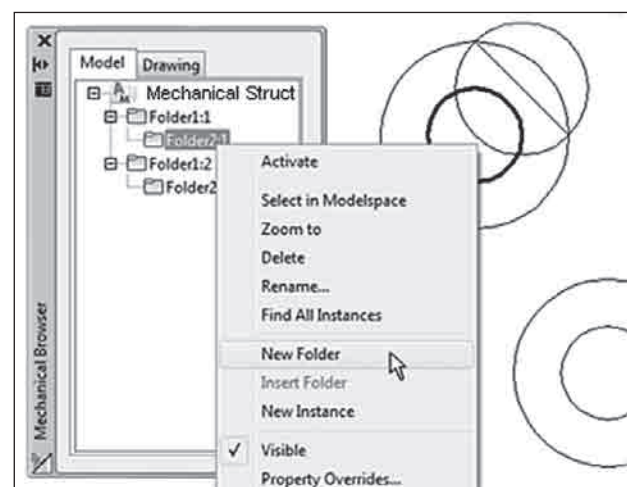 Model Drawing
Mechanical Struct
Folder1:1
Folder2:1
Folder1:2
Folder2
Activate
Select in Modelspace
Zoom to
Delete
Rename...
Find All Instances
New Folder
Insert Folder
New Instance
Visible
Property Overrides...
Mechanical Browser